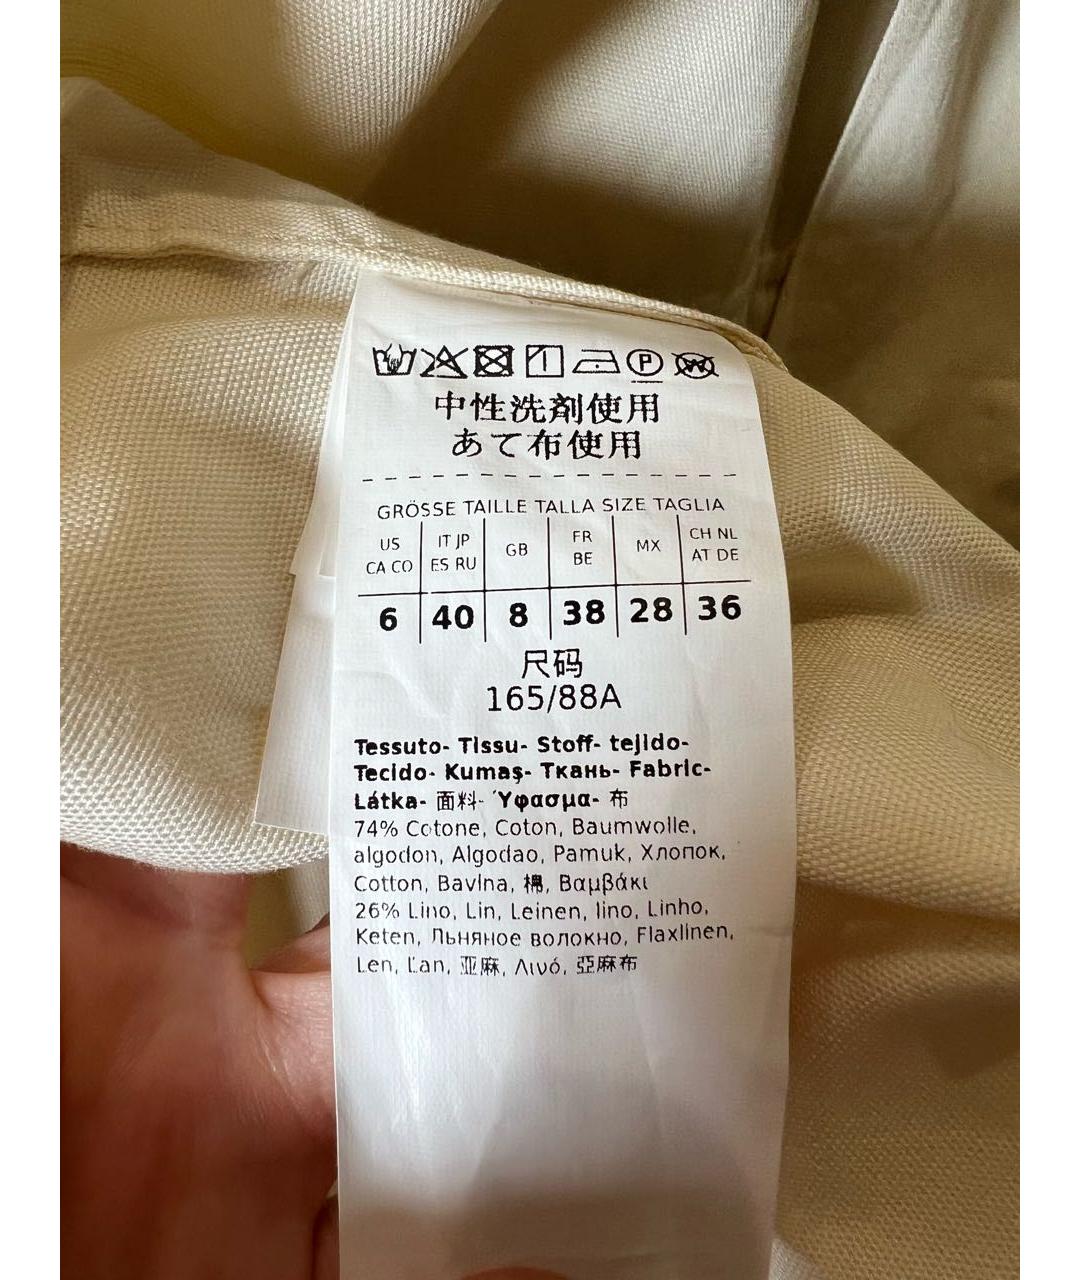 P W
中性洗剤使用
あて布使用
GRÖSSE TAILLE TALLA SIZE TAGLIA
US CA CO IT JP ES RU GB FR BE MX CH NL AT DE
6 40 8 38 28 36
尺码
165/88A
Tessuto- Tissu- Stoff- tejido-
Tecido- Kumaş- Ткань- Fabric-
Látka- 面料- Ύφασμα- 布
74% Cotone, Coton, Baumwolle,
algodon, Algodao, Pamuk, Хлопок,
Cotton, Bavlna, 棉, Βαμβάκι
26% Lino, Lin, Leinen, lino, Linho,
Keten, Льняное волокно, Flaxlinen,
Len, Ľan, 亚麻, Λινό, 亞麻布